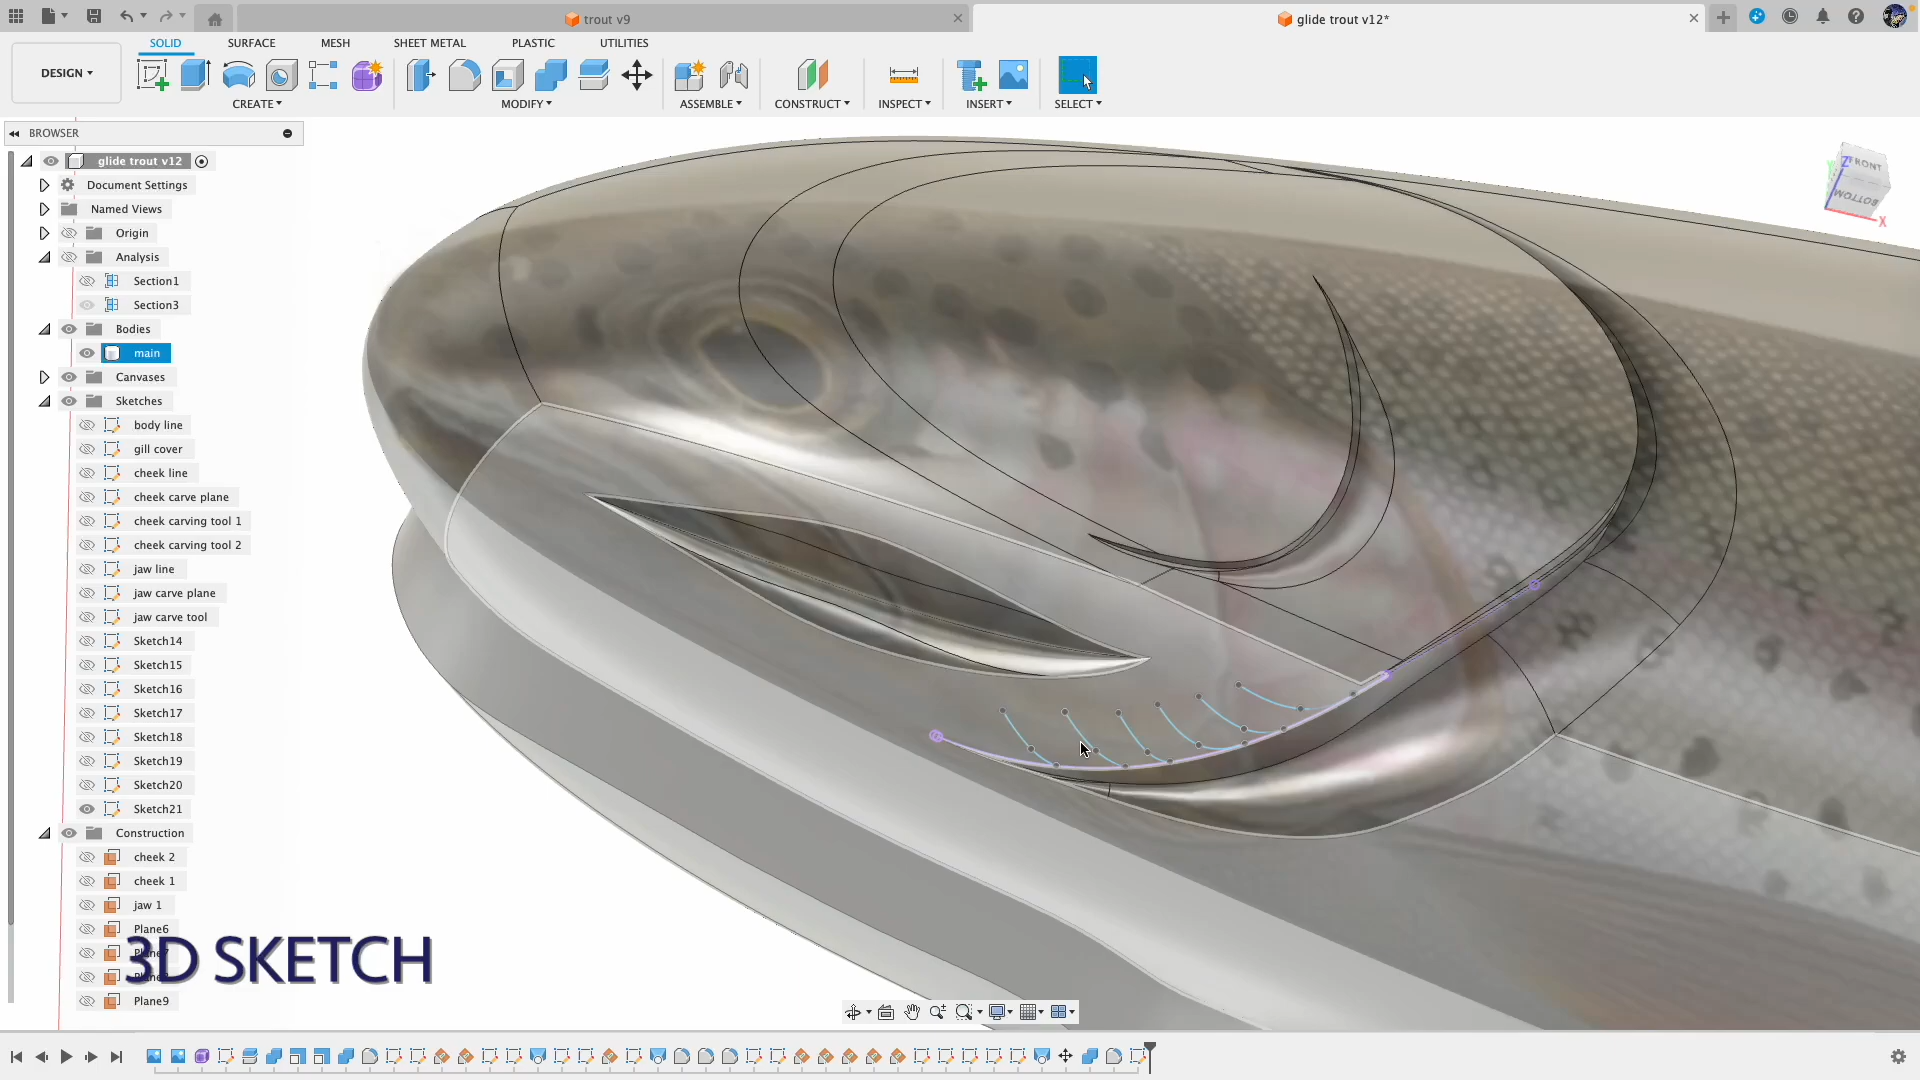 trout v9
glide trout v12*
DESIGN
SOLID
SURFACE
MESH
SHEET METAL
PLASTIC
UTILITIES
CREATE
MODIFY
ASSEMBLE
CONSTRUCT
INSPECT
INSERT
SELECT
BROWSER
glide trout v12
Document Settings
Named Views
Origin
Analysis
Section1
Section3
Bodies
main
Canvases
Sketches
body line
gill cover
cheek line
cheek carve plane
cheek carving tool 1
cheek carving tool 2
jaw line
jaw carve plane
jaw carve tool
Sketch14
Sketch15
Sketch16
Sketch17
Sketch18
Sketch19
Sketch20
Sketch21
Construction
cheek 2
cheek 1
jaw 1
Plane6
Plane7
Plane9
3D SKETCH
FRONT
BOTTOM
Z
X